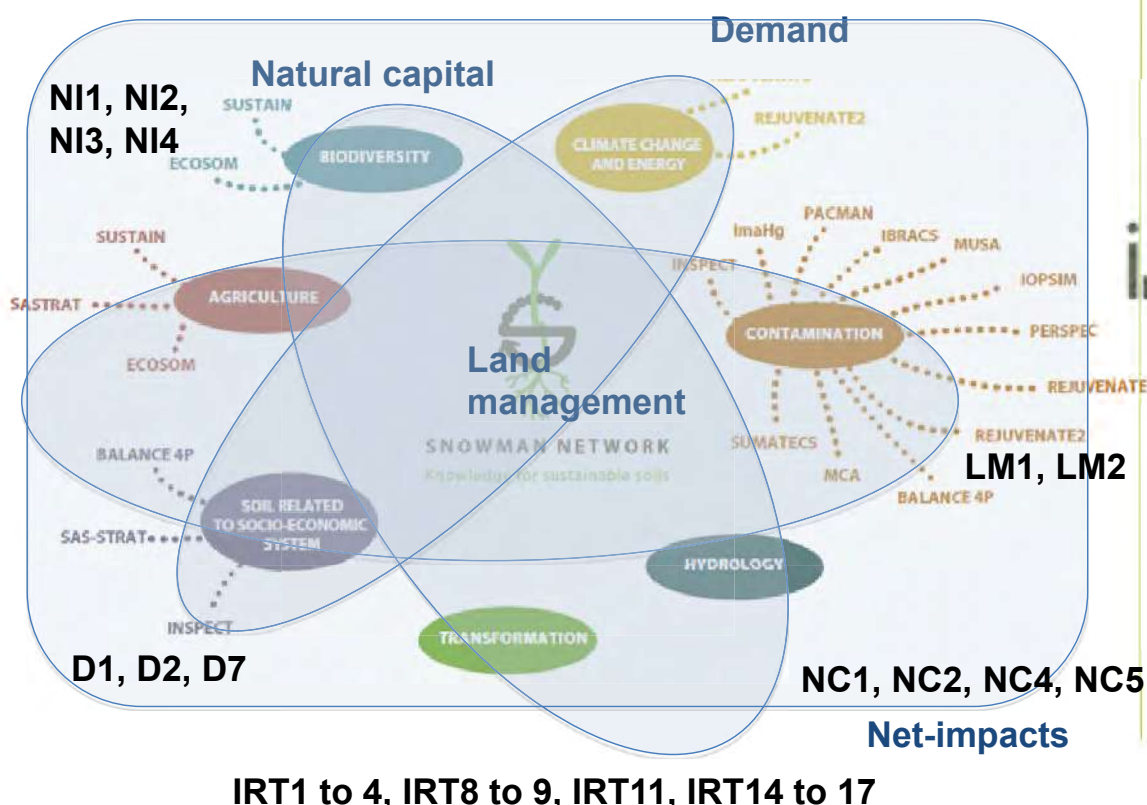 Demand
Natural capital
NI1, NI2,
NI3, NI4
SUSTAIN
ECOSOM
BIODIVERSITY
CLIMATE CHANGE
AND ENERGY
REJUVENATE2
SUSTAIN
SASTRAT
ECOSOM
AGRICULTURE
ImaHg
PACMAN
IBRACS
MUSA
INSPECT
IOPSIM
CONTAMINATION
PERSPEC
REJUVENATE
REJUVENATE2
SUMATECS
MCA
BALANCE 4P
Land
management
SNOWMAN NETWORK
Knowledge for sustainable soils
LM1, LM2
BALANCE 4P
SAS-STRAT
INSPECT
SOIL RELATED
TO SOCIO-ECONOMIC
SYSTEM
HYDROLOGY
TRANSFORMATION
D1, D2, D7
NC1, NC2, NC4, NC5
Net-impacts
IRT1 to 4, IRT8 to 9, IRT11, IRT14 to 17